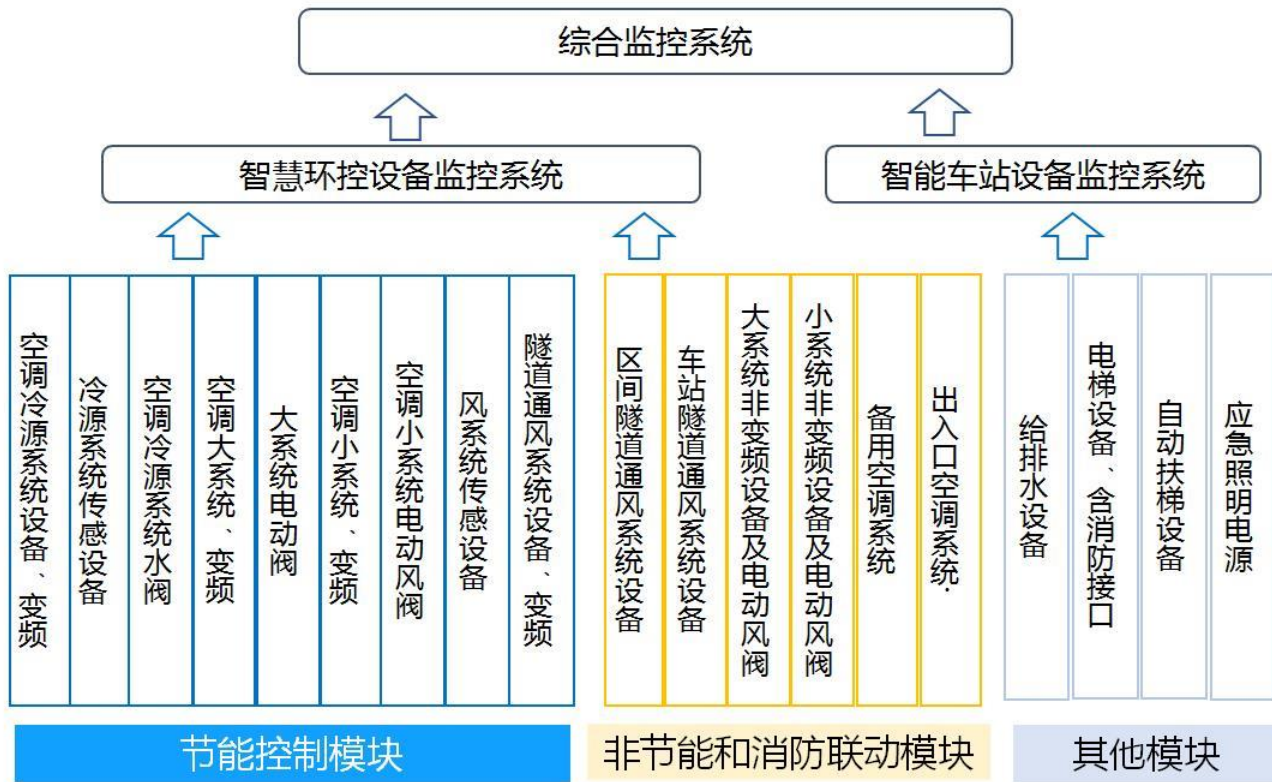 综合监控系统
智慧环控设备监控系统
智能车站设备监控系统
空调冷源系统设备、变频
冷源系统传感设备
空调冷源系统水阀
空调大系统、变频
大系统电动阀
空调小系统、变频
空调小系统电动风阀
风系统传感设备
隧道通风系统设备、变频
区间隧道通风系统设备
车站隧道通风系统设备
大系统非变频设备及电动风阀
小系统非变频设备及电动风阀
备用空调系统
出入口空调系统.
给排水设备
电梯设备、含消防接口
自动扶梯设备
应急照明电源
节能控制模块
非节能和消防联动模块
其他模块